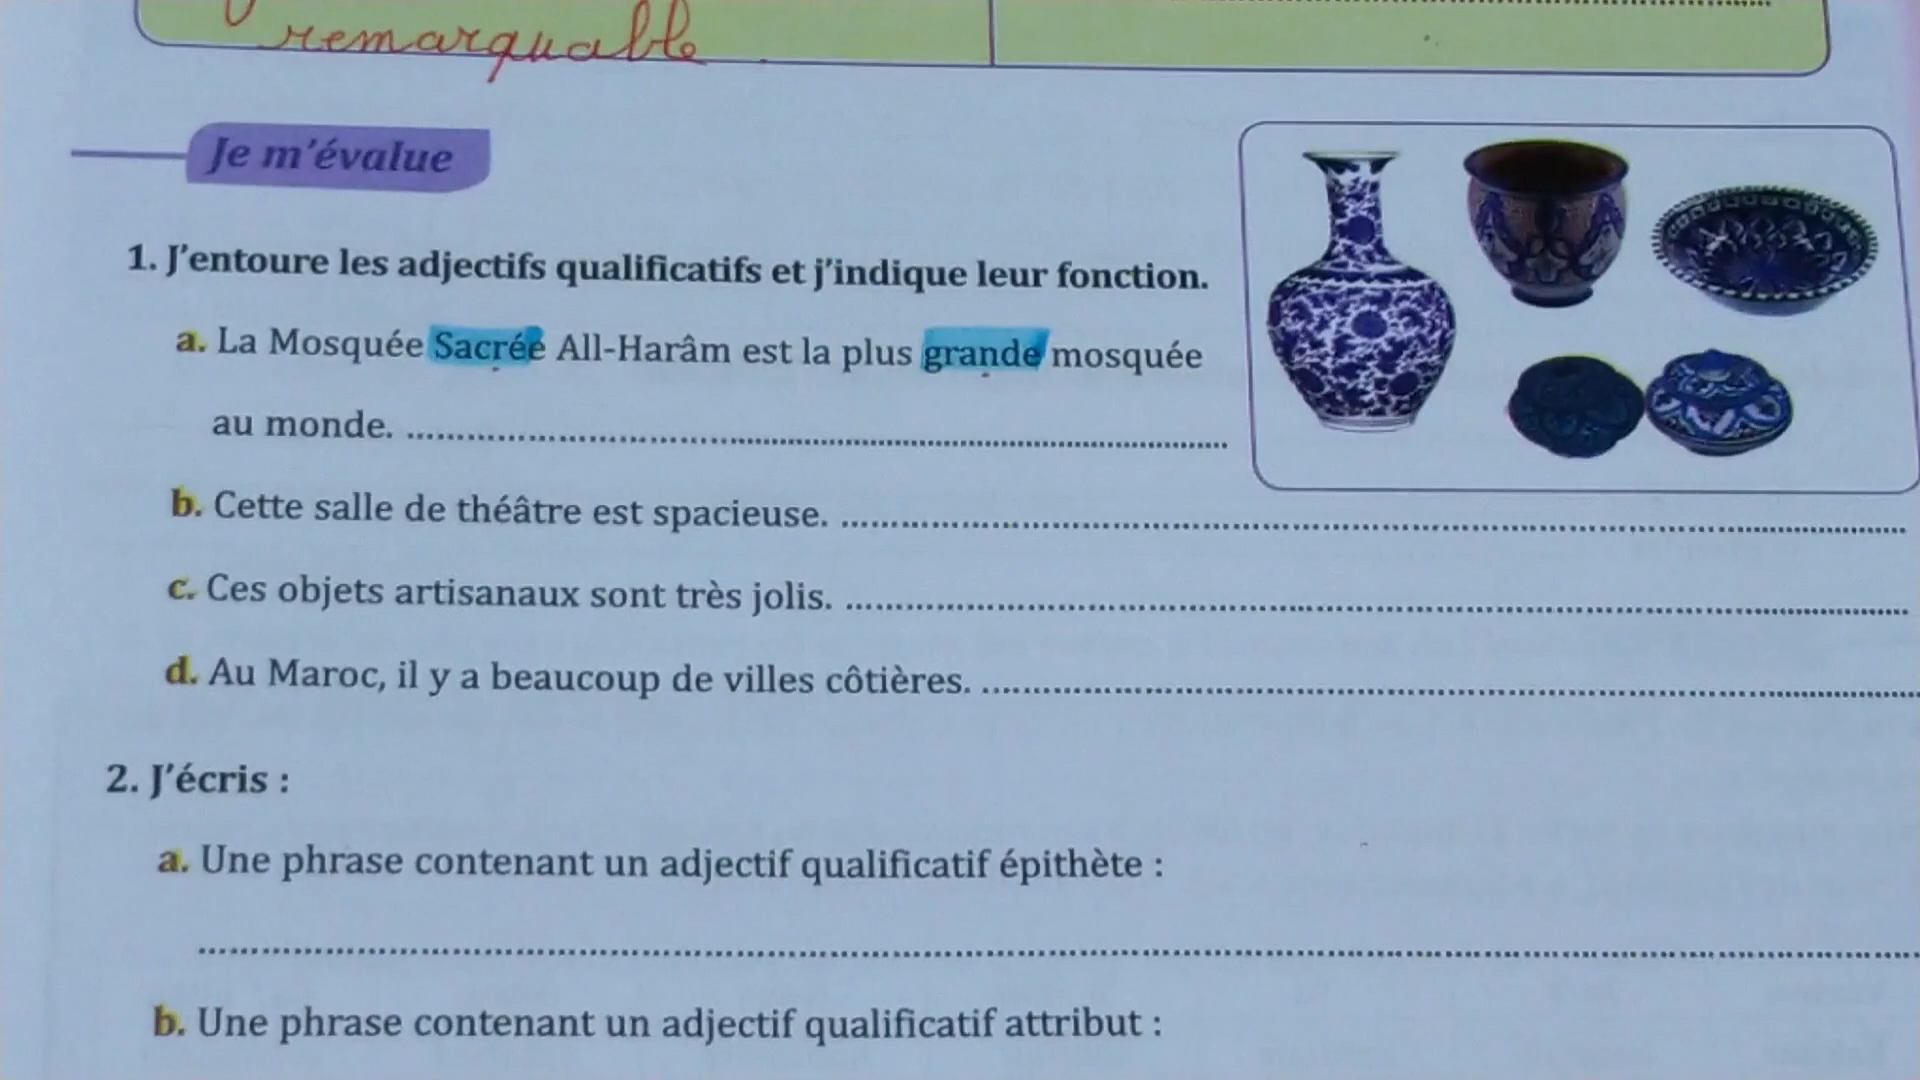 remarquable
Je m'évalue
1. J'entoure les adjectifs qualificatifs et j'indique leur fonction.
a. La Mosquée Sacrée All-Harâm est la plus grande mosquée
au monde. ........................................
b. Cette salle de théâtre est spacieuse. ........................................
c. Ces objets artisanaux sont très jolis. ........................................
d. Au Maroc, il y a beaucoup de villes côtières. ........................................
2. J'écris :
a. Une phrase contenant un adjectif qualificatif épithète :
........................................
b. Une phrase contenant un adjectif qualificatif attribut :